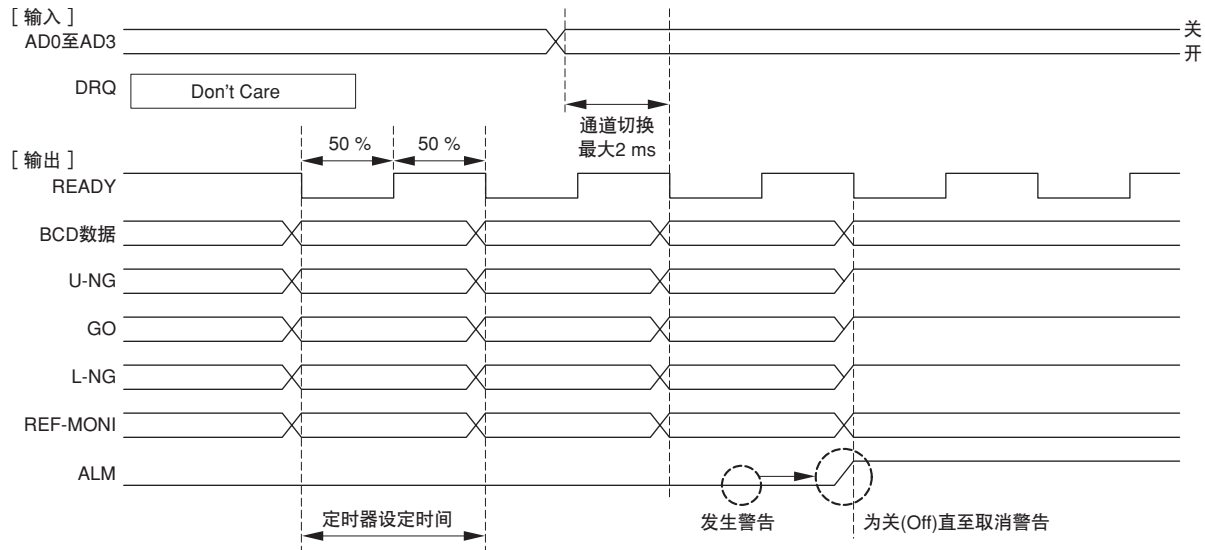 [ 输入 ]
AD0至AD3
关
开
DRQ
Don't Care
通道切换
最大2 ms
50 %
50 %
[ 输出 ]
READY
BCD数据
U-NG
GO
L-NG
REF-MONI
ALM
定时器设定时间
发生警告
为关(Off)直至取消警告